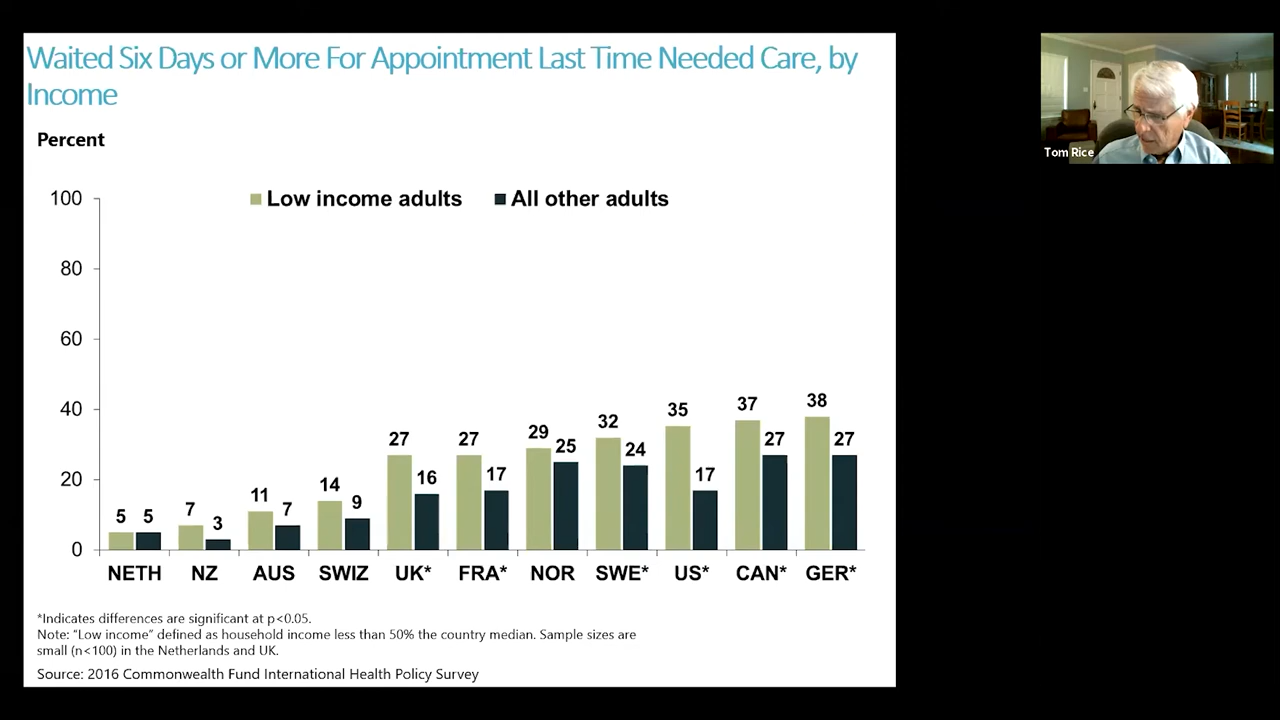 Waited Six Days or More For Appointment Last Time Needed Care, by
Income
Percent
Low income adults All other adults
100
80
60
40
20
0
5 5 7 3 11 7 14 9 27 16 27 17 29 25 32 24 35 17 37 27 38 27
NETH NZ AUS SWIZ UK* FRA* NOR SWE* US* CAN* GER*
*Indicates differences are significant at p<0.05.
Note: "Low income" defined as household income less than 50% the country median. Sample sizes are
small (n<100) in the Netherlands and UK.
Source: 2016 Commonwealth Fund International Health Policy Survey
Tom Rice